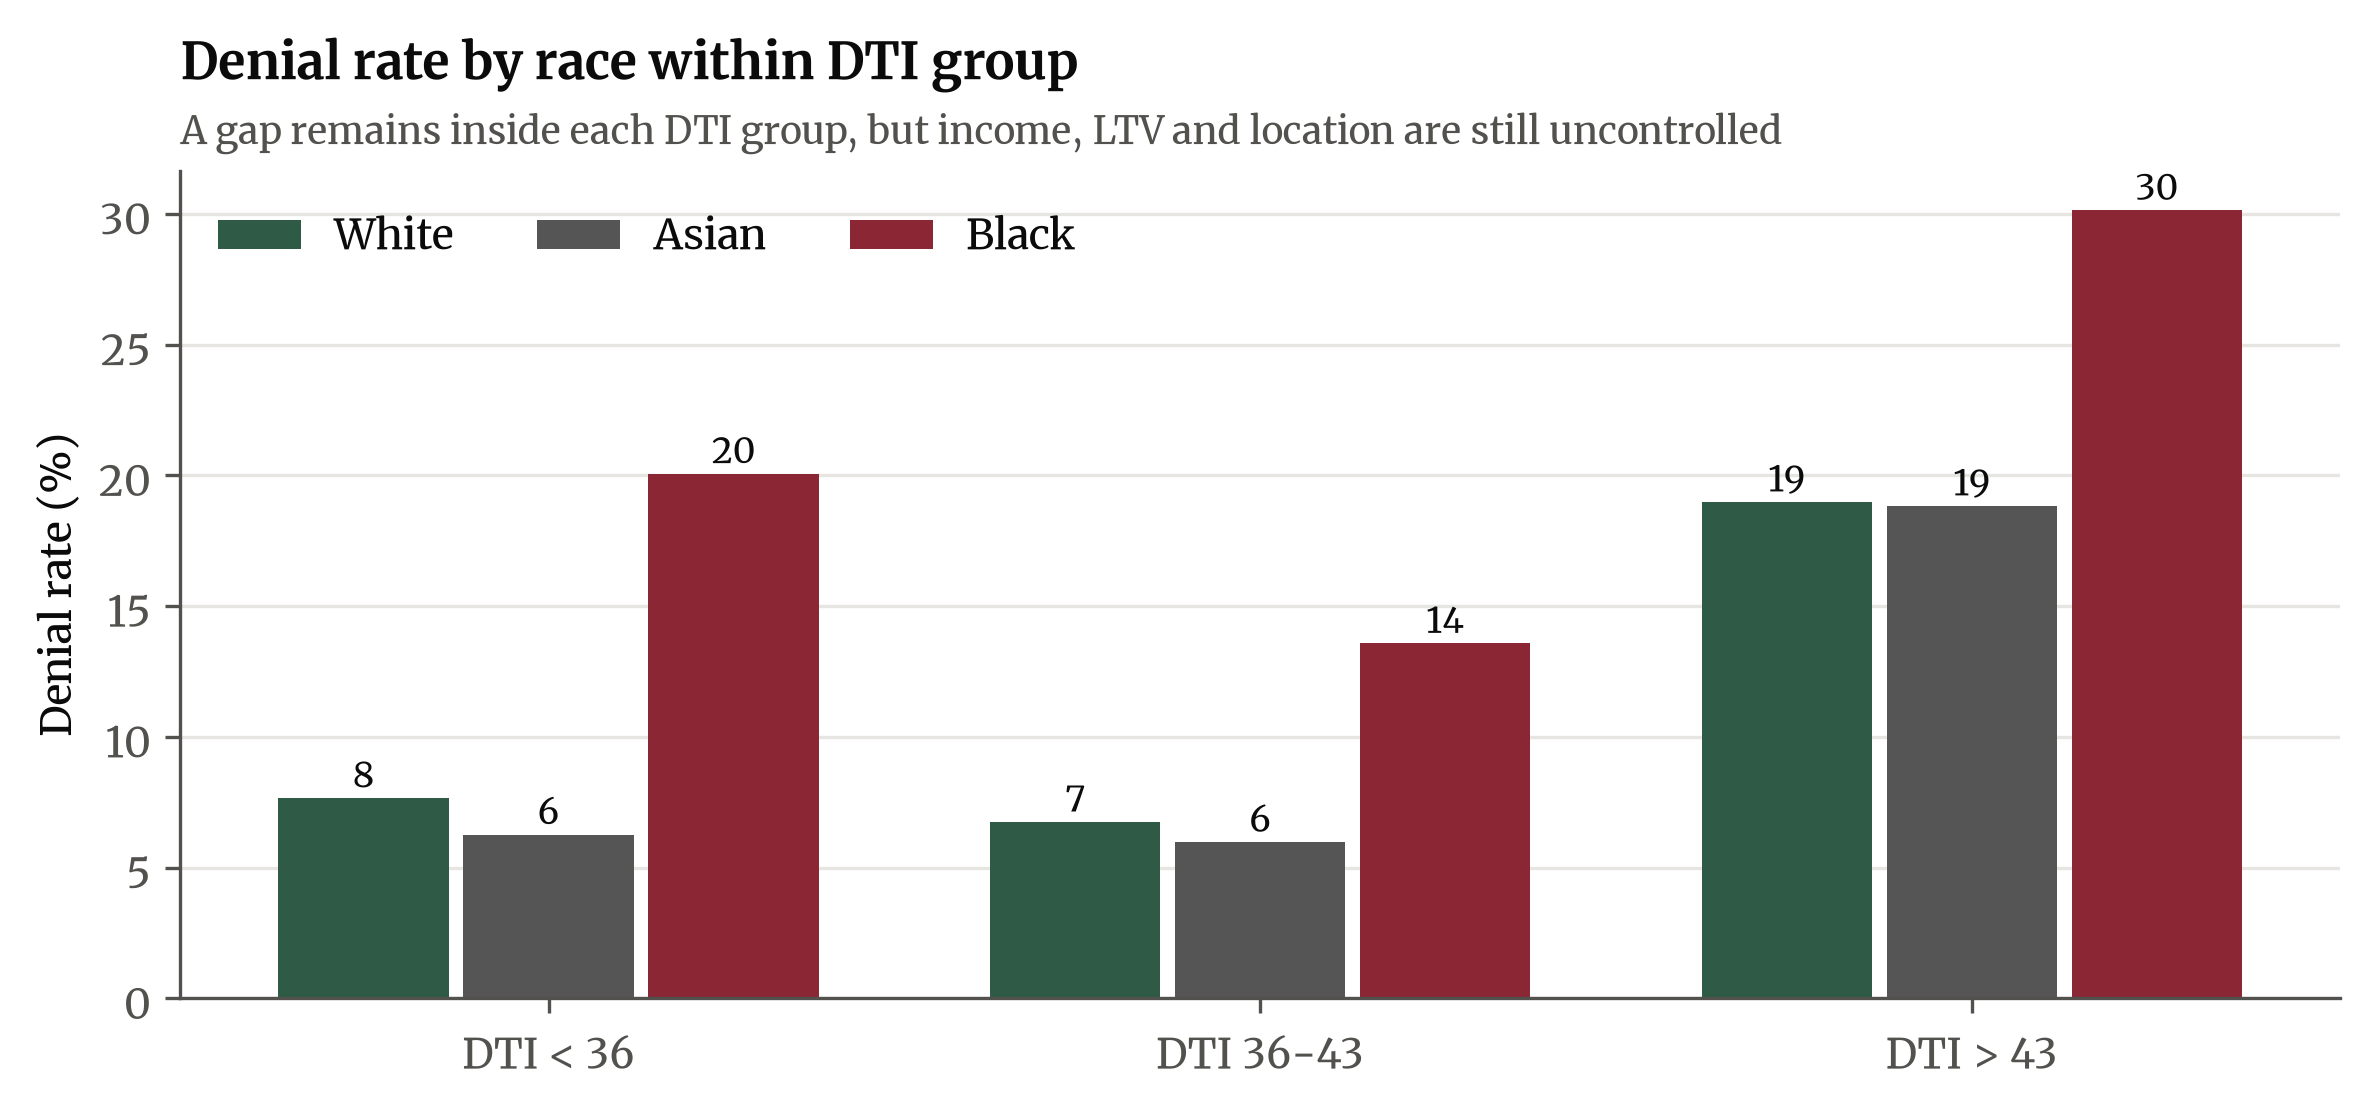 Denial rate by race within DTI group
A gap remains inside each DTI group, but income, LTV and location are still uncontrolled
White Asian Black
Denial rate (%)
30
25
20
15
10
5
0
8
6
20
7
6
14
19
19
30
DTI < 36
DTI 36-43
DTI > 43